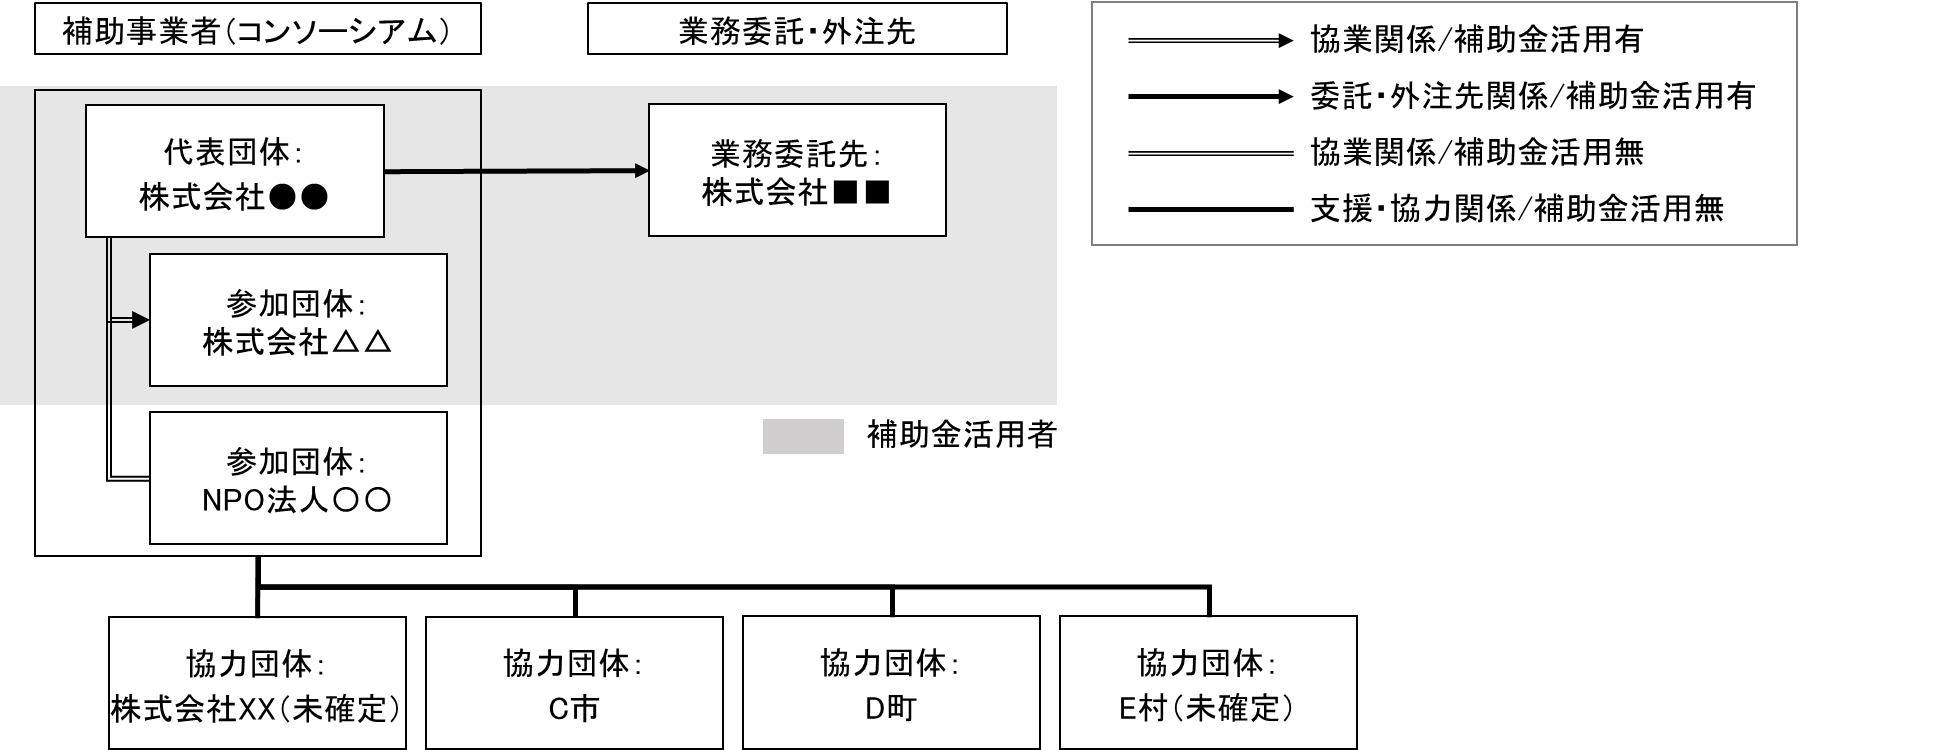 補助事業者（コンソーシアム）
業務委託・外注先
協業関係/補助金活用有
委託・外注先関係/補助金活用有
協業関係/補助金活用無
支援・協力関係/補助金活用無
代表団体：
株式会社●●
業務委託先：
株式会社■■
参加団体：
株式会社△△
補助金活用者
参加団体：
NPO法人〇〇
協力団体：
株式会社XX（未確定）
協力団体：
C市
協力団体：
D町
協力団体：
E村（未確定）